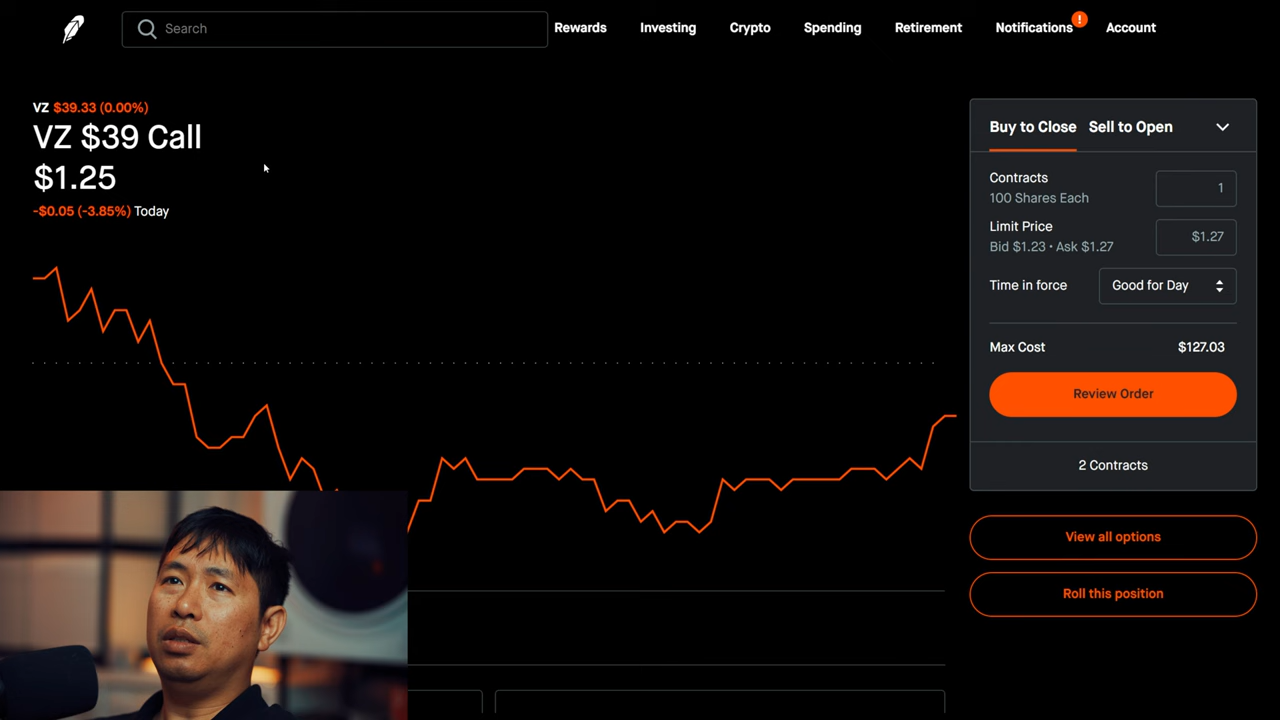 Search
Rewards
Investing
Crypto
Spending
Retirement
Notifications
!
Account
VZ $39.33 (0.00%)
VZ $39 Call
$1.25
-$0.05 (-3.85%) Today
Buy to Close
Sell to Open
Contracts
100 Shares Each
1
Limit Price
Bid $1.23 • Ask $1.27
$1.27
Time in force
Good for Day
Max Cost
$127.03
Review Order
2 Contracts
View all options
Roll this position